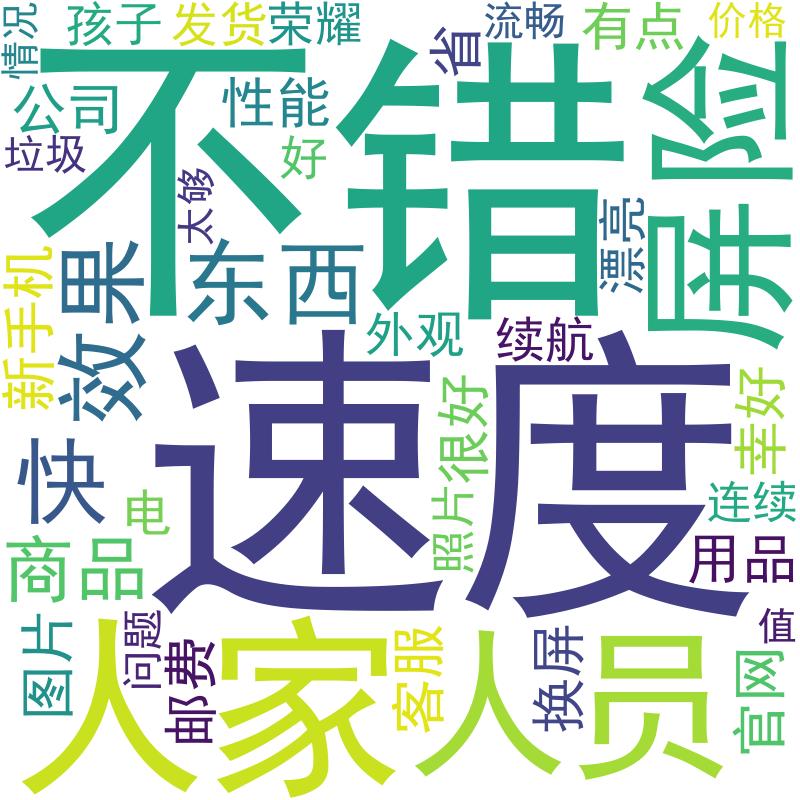 情况
孩子
发货
荣耀
省
流畅
有点
价格
不错
公司
性能
垃圾
好
太够
屏险
漂亮
效果
东西
新手机
外观
续航
速度
很好
幸好
快
电
照片
连续
商品
用品
图片
问题
邮费
人家
客服
人员
换屏
官网
值